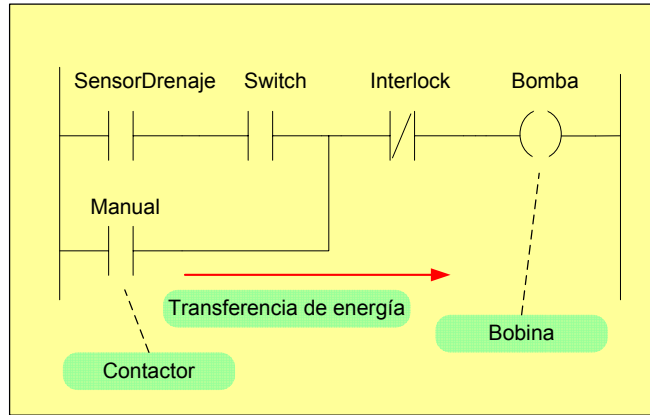 SensorDrenaje Switch Interlock Bomba
Manual
Transferencia de energía
Bobina
Contactor